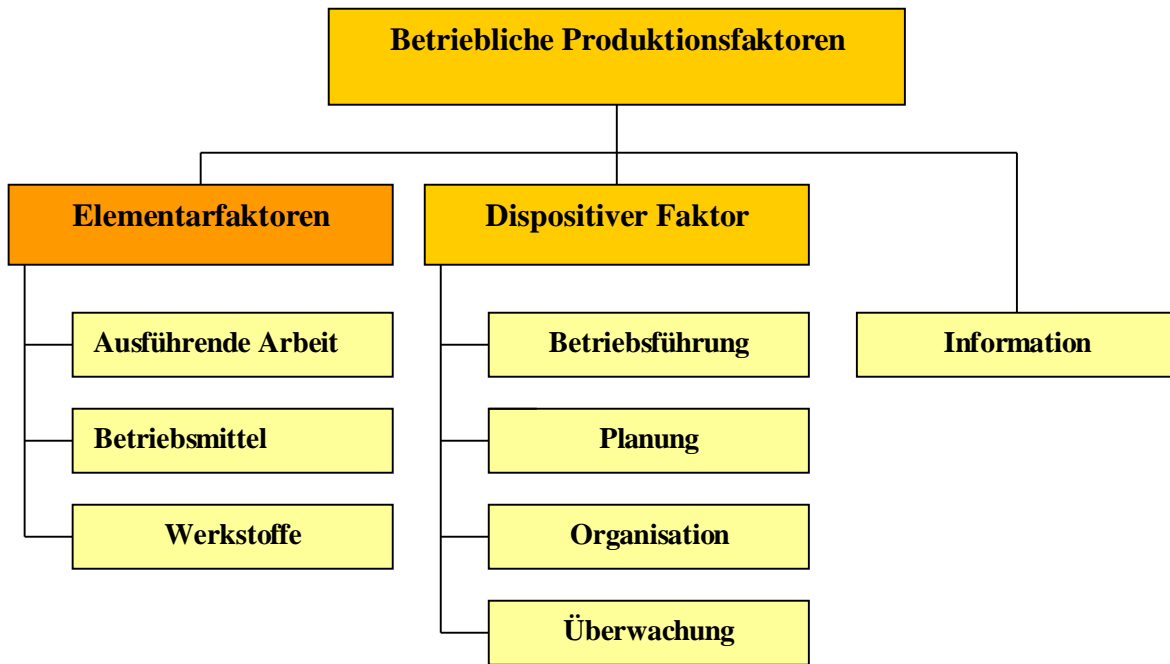 Betriebliche Produktionsfaktoren
Elementarfaktoren
Dispositiver Faktor
Ausführende Arbeit
Betriebsführung
Information
Betriebsmittel
Planung
Werkstoffe
Organisation
Überwachung